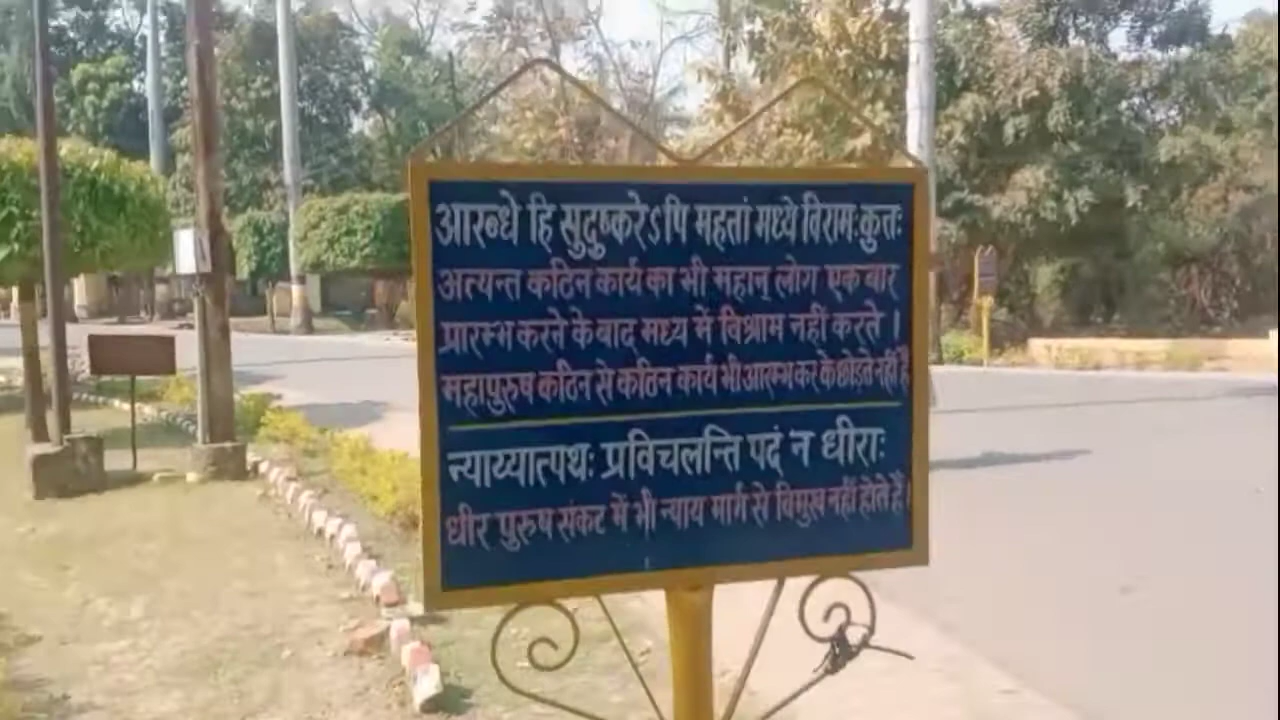 आरब्धे हि सुदुष्करेऽपि महतां मध्ये विरामःकुतः
अत्यन्त कठिन कार्य का भी महान् लोग एक बार
प्रारम्भ करने के बाद मध्य में विश्राम नहीं करते ।
महापुरुष कठिन से कठिन कार्य भी आरम्भ कर के छोड़ते नहीं है
न्याय्यात्पथः प्रविचलन्ति पदं न धीराः
धीर पुरुष संकट में भी न्याय मार्ग से विमुख नहीं होते हैं।